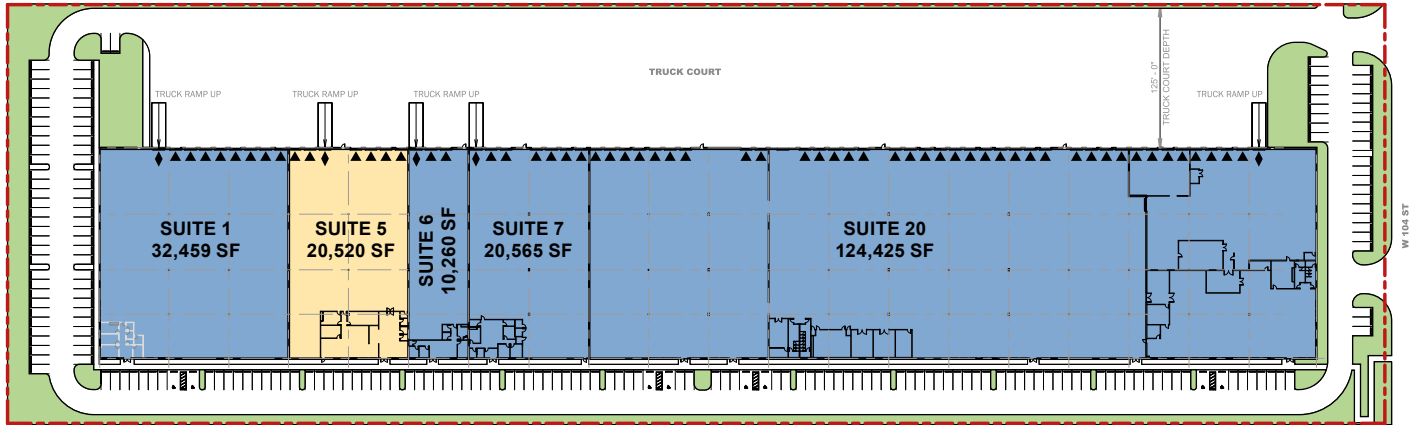 TRUCK COURT
125' - 0"
TRUCK COURT DEPTH
TRUCK RAMP UP
TRUCK RAMP UP
TRUCK RAMP UP
TRUCK RAMP UP
SUITE 1
32,459 SF
SUITE 5
20,520 SF
SUITE 6
10,260 SF
SUITE 7
20,565 SF
SUITE 20
124,425 SF
W 104 ST